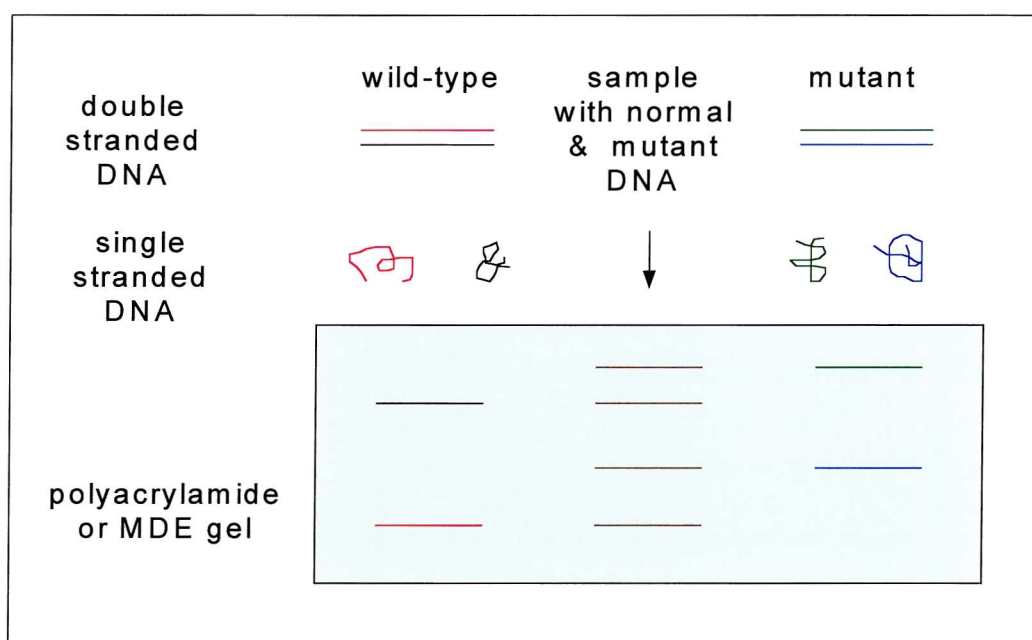 double
stranded
DNA
wild-type
sample
with normal
& mutant
DNA
mutant
single
stranded
DNA
polyacrylamide
or MDE gel